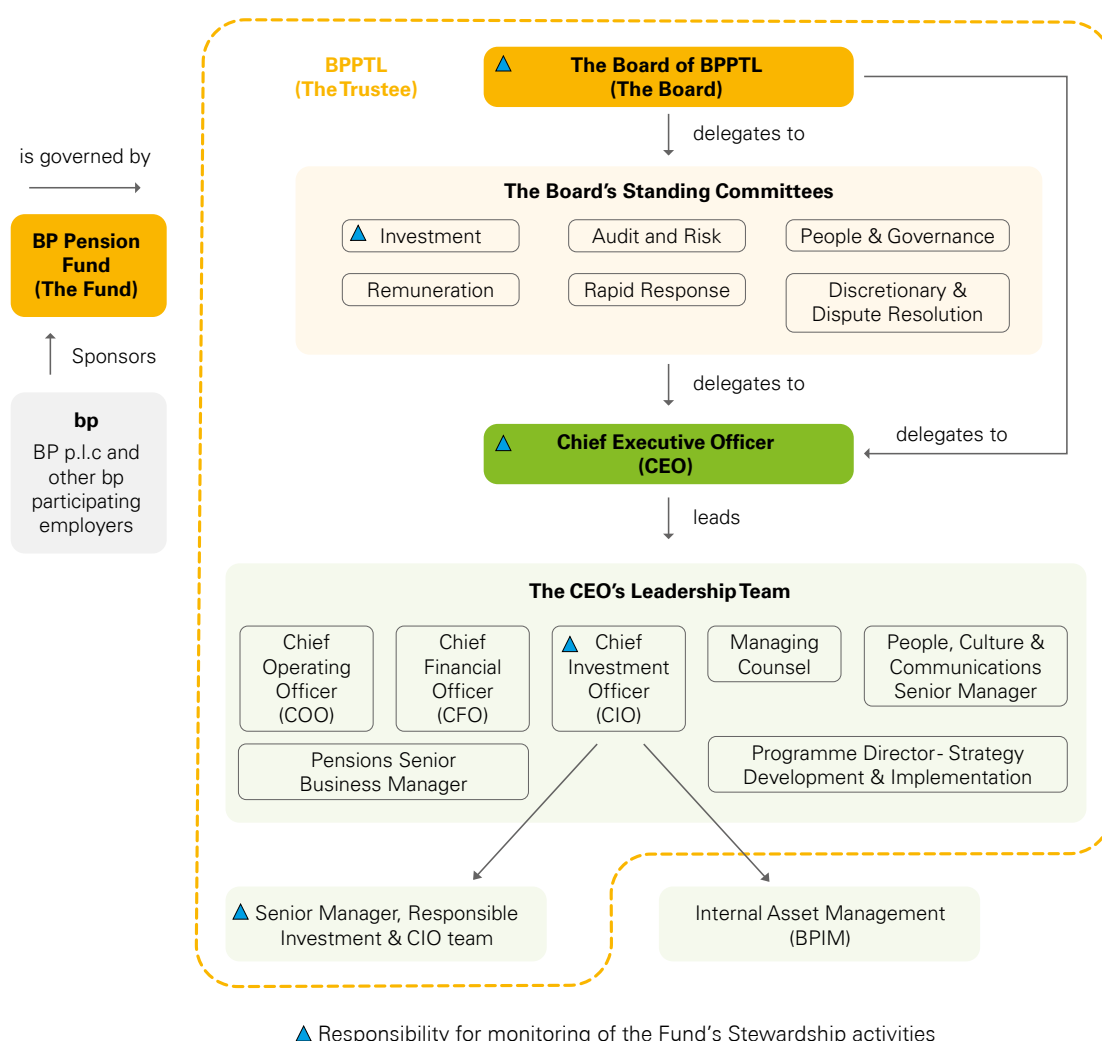 BPPTL
(The Trustee)
The Board of BPPTL
(The Board)
delegates to
is governed by
BP Pension
Fund
(The Fund)
Sponsors
bp
BP p.l.c and
other bp
participating
employers
The Board's Standing Committees
Investment
Audit and Risk
People & Governance
Remuneration
Rapid Response
Discretionary &
Dispute Resolution
delegates to
Chief Executive Officer
(CEO)
delegates to
leads
The CEO's Leadership Team
Chief
Operating
Officer
(COO)
Chief
Financial
Officer
(CFO)
Chief
Investment
Officer
(CIO)
Managing
Counsel
People, Culture &
Communications
Senior Manager
Pensions Senior
Business Manager
Programme Director - Strategy
Development & Implementation
Senior Manager, Responsible
Investment & CIO team
Internal Asset Management
(BPIM)
Responsibility for monitoring of the Fund's Stewardship activities